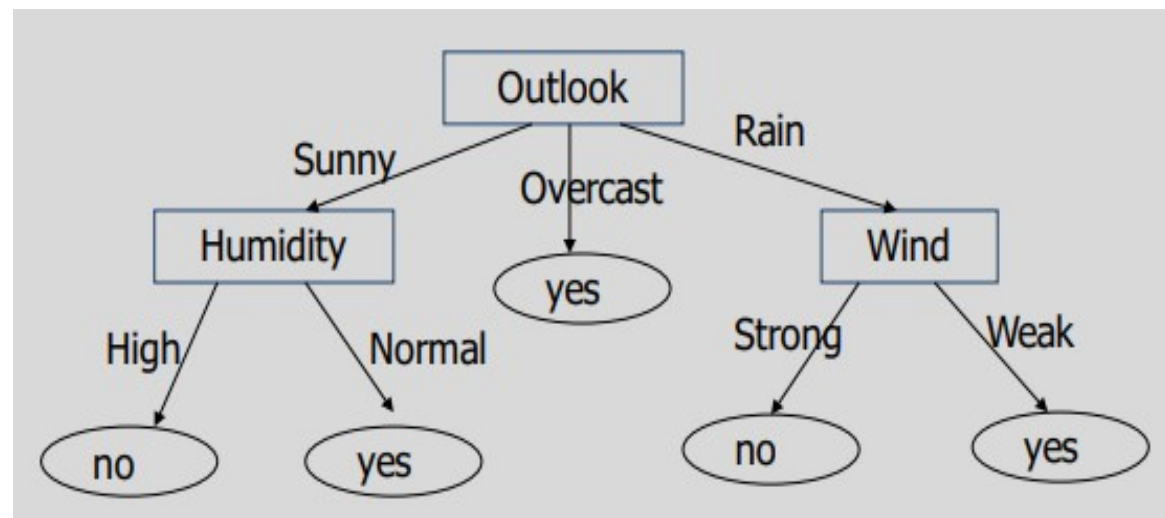 Outlook
Sunny
Overcast
Rain
Humidity
yes
Wind
High
Normal
Strong
Weak
no
yes
no
yes